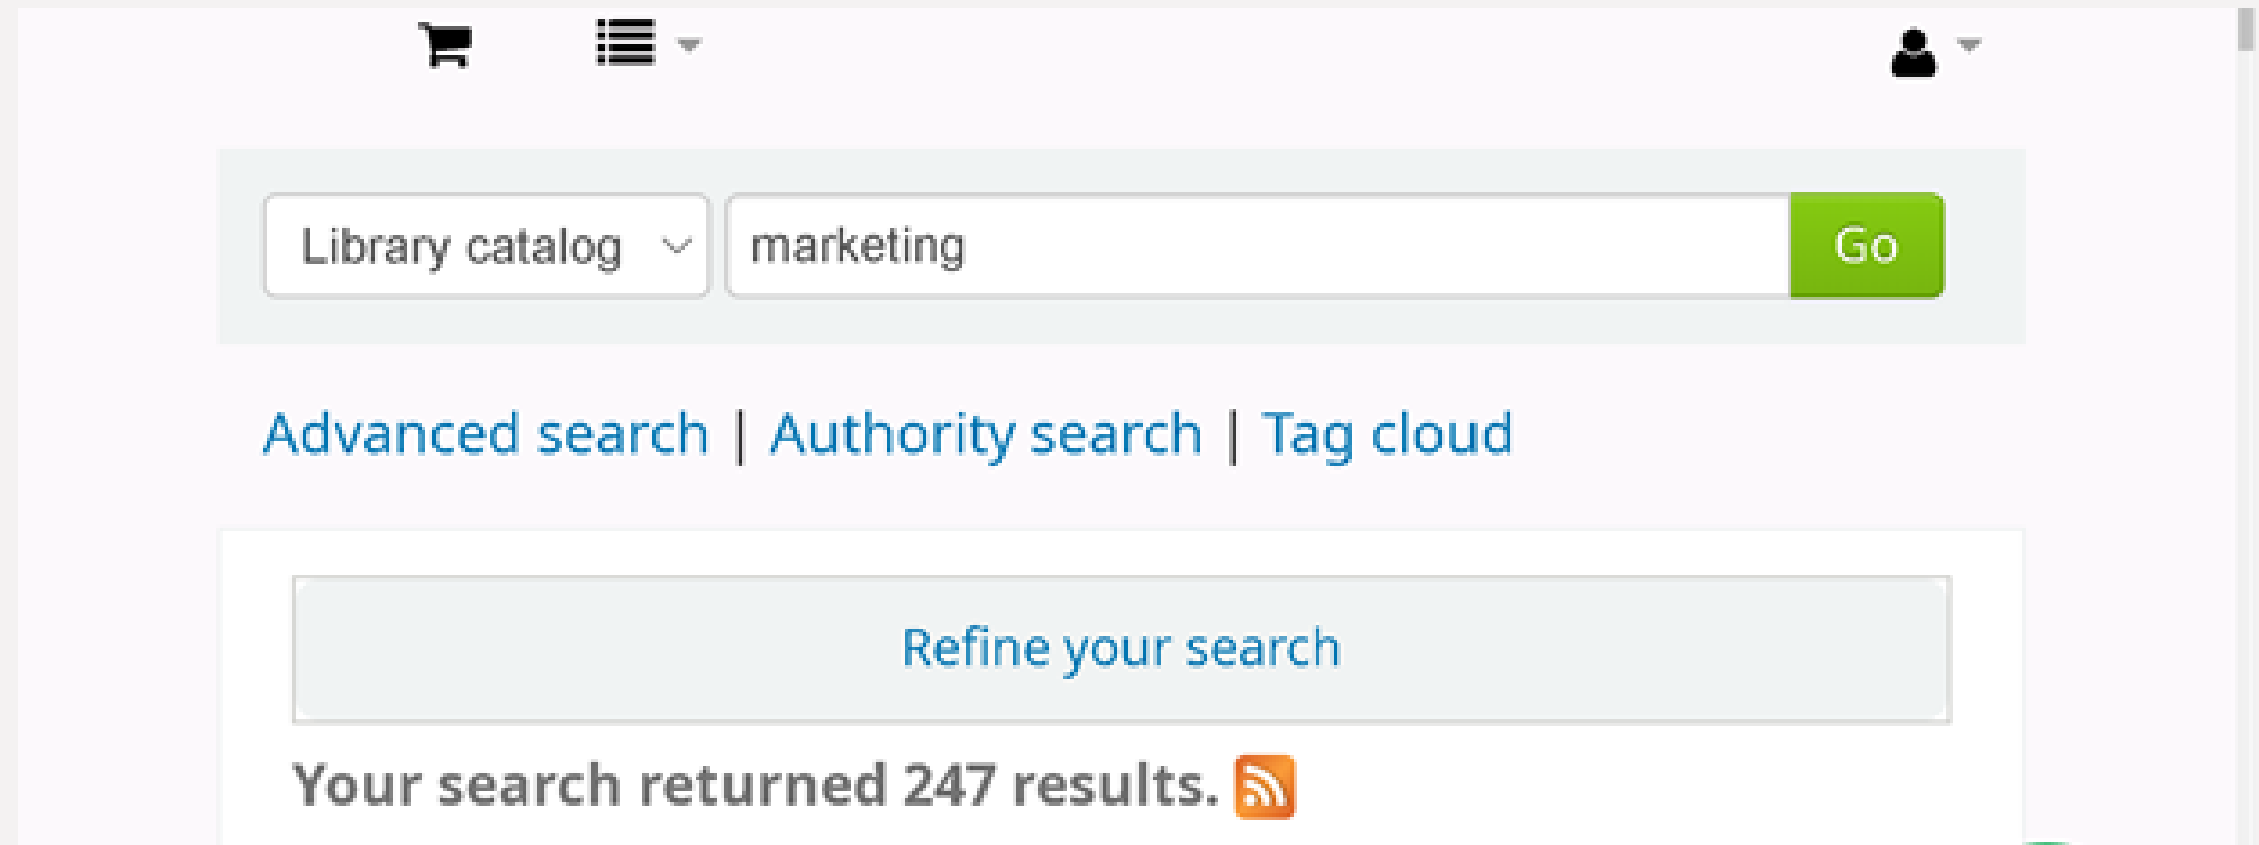 Library catalog marketing Go
Advanced search | Authority search | Tag cloud
Refine your search
Your search returned 247 results.